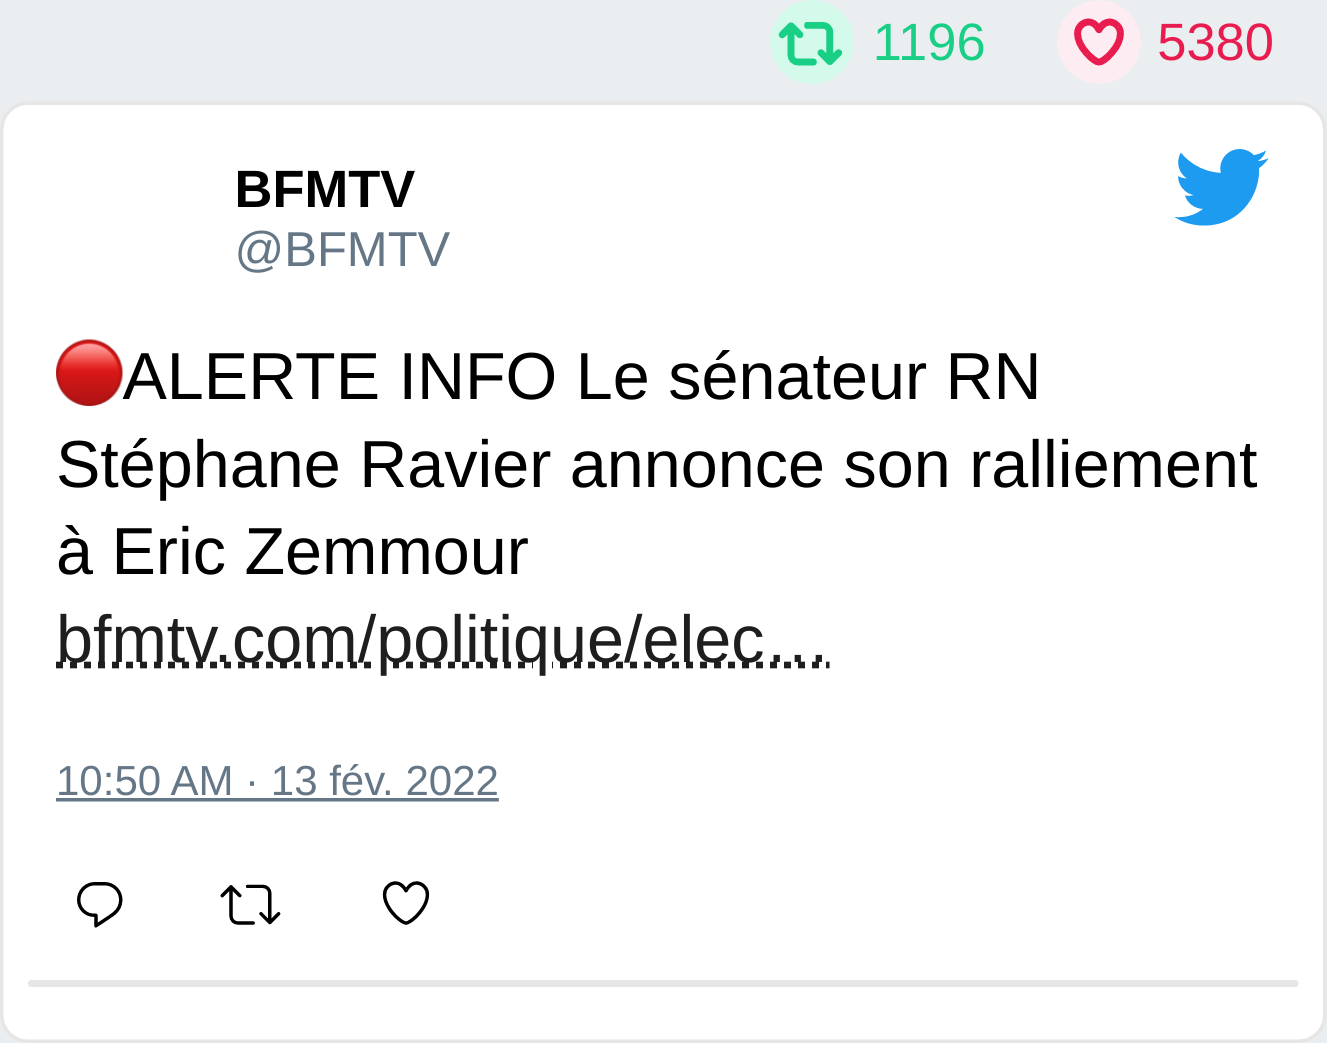 1196 5380
BFMTV
@BFMTV
🔴ALERTE INFO Le sénateur RN
Stéphane Ravier annonce son ralliement
à Eric Zemmour
bfmtv.com/politique/elec…
10:50 AM · 13 fév. 2022